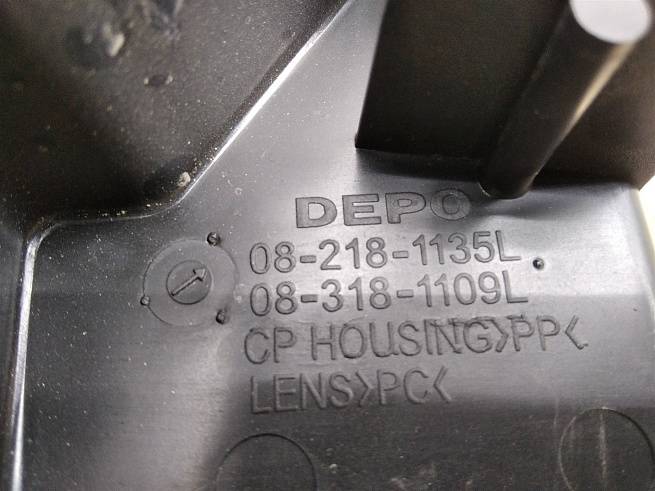 DEPO
08-218-1135L
08-318-1109L
CP HOUSING>PP<
LENS>PC<